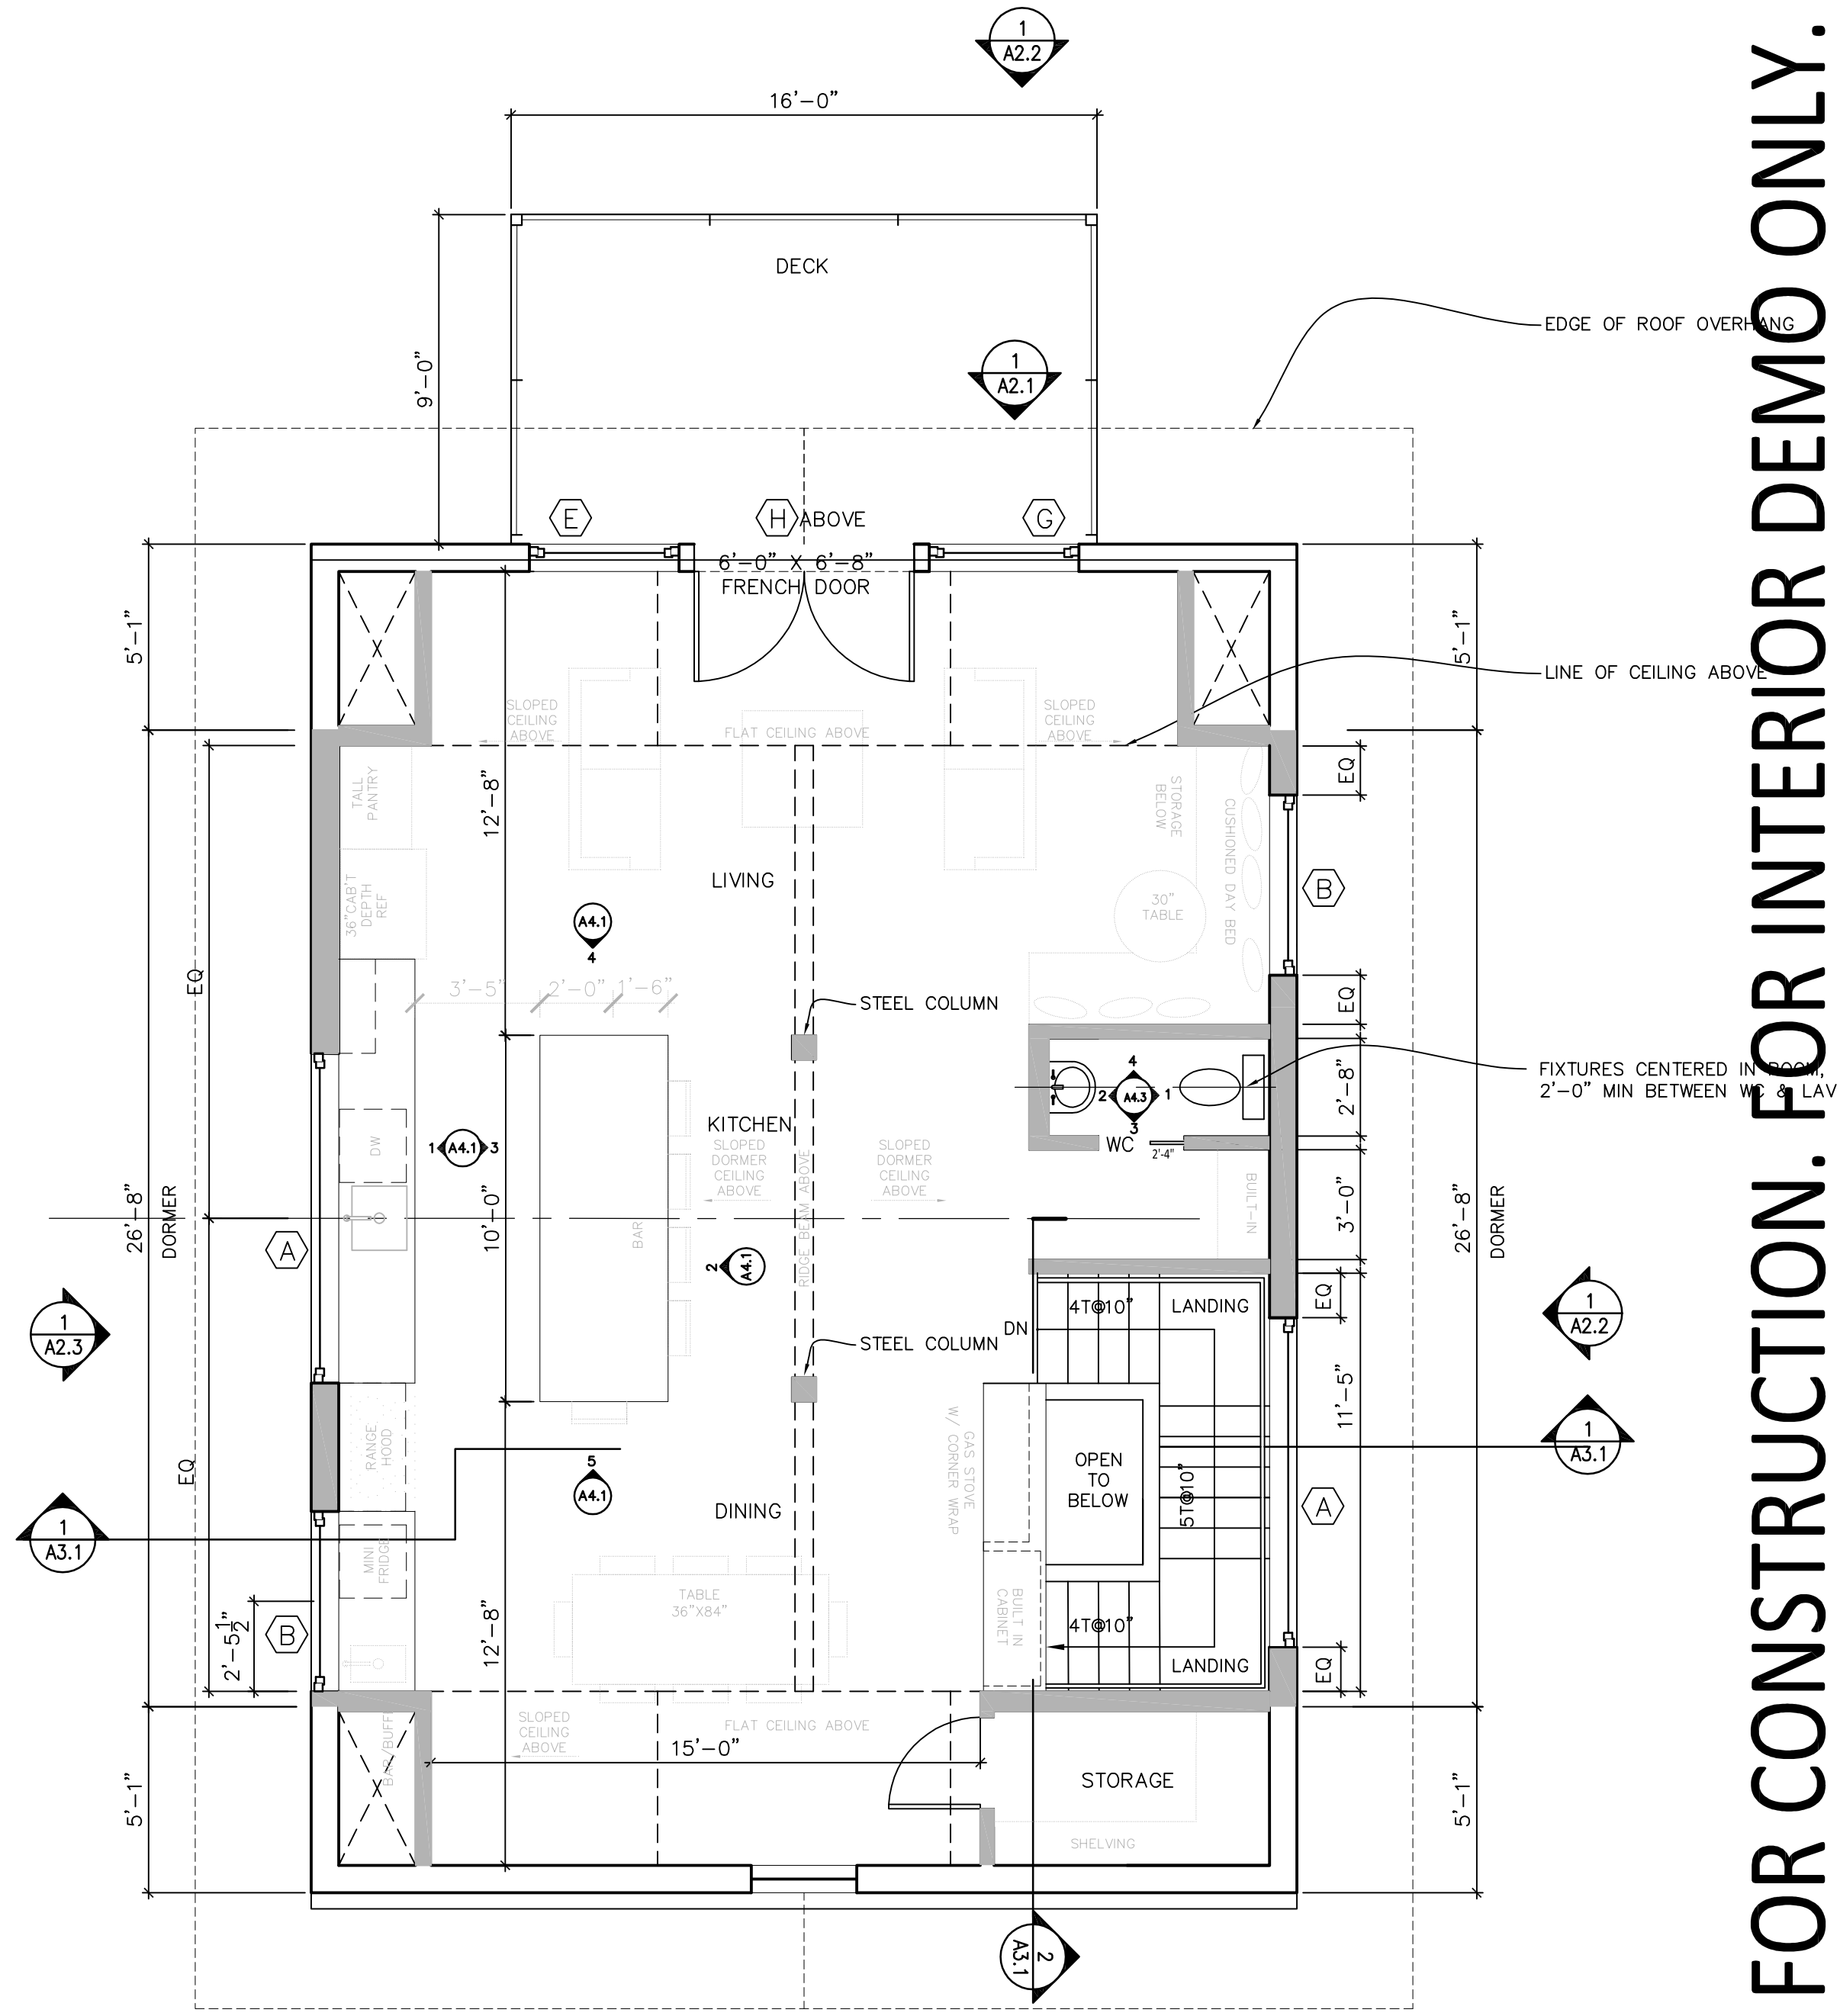 1
A2.2
16'-0"
DECK
9'-0"
EDGE OF ROOF OVERHANG
1
A2.1
E
H
ABOVE
G
6'-0" X 6'-8"
FRENCH DOOR
5'-1"
5'-1"
LINE OF CEILING ABOVE
SLOPED
CEILING
ABOVE
FLAT CEILING ABOVE
SLOPED
CEILING
ABOVE
TALL
PANTRY
12'-8"
STORAGE
BELOW
CUSHIONED DAY BED
EQ
LIVING
36"CAB'T
DEPTH
REF
30"
TABLE
B
A4.1
4
EQ
3'-5"
2'-0"
1'-6"
STEEL COLUMN
EQ
FIXTURES CENTERED IN ROOM,
2'-0" MIN BETWEEN WC & LAV
4
2
A4.3
1
3
2'-8"
KITCHEN
DW
1
A4.1
3
WC
2'-4"
SLOPED
DORMER
CEILING
ABOVE
RIDGE BEAM ABOVE
SLOPED
DORMER
CEILING
ABOVE
BUILT-IN
3'-0"
26'-8"
DORMER
10'-0"
BAR
26'-8"
DORMER
A
2
A4.1
EQ
4T@10"
LANDING
DN
1
A2.3
1
A2.2
STEEL COLUMN
11'-5"
RANGE
HOOD
GAS STOVE
W/ CORNER WRAP
1
A3.1
EQ
5
A4.1
OPEN
TO
BELOW
5T@10"
A
DINING
1
A3.1
MINI
FRIDGE
TABLE
36"X84"
BUILT IN
CABINET
4T@10"
2'-5 1/2"
B
12'-8"
LANDING
EQ
SLOPED
CEILING
ABOVE
FLAT CEILING ABOVE
15'-0"
5'-1"
STORAGE
5'-1"
SHELVING
2
A3.1
FOR CONSTRUCTION. FOR INTERIOR DEMO ONLY.